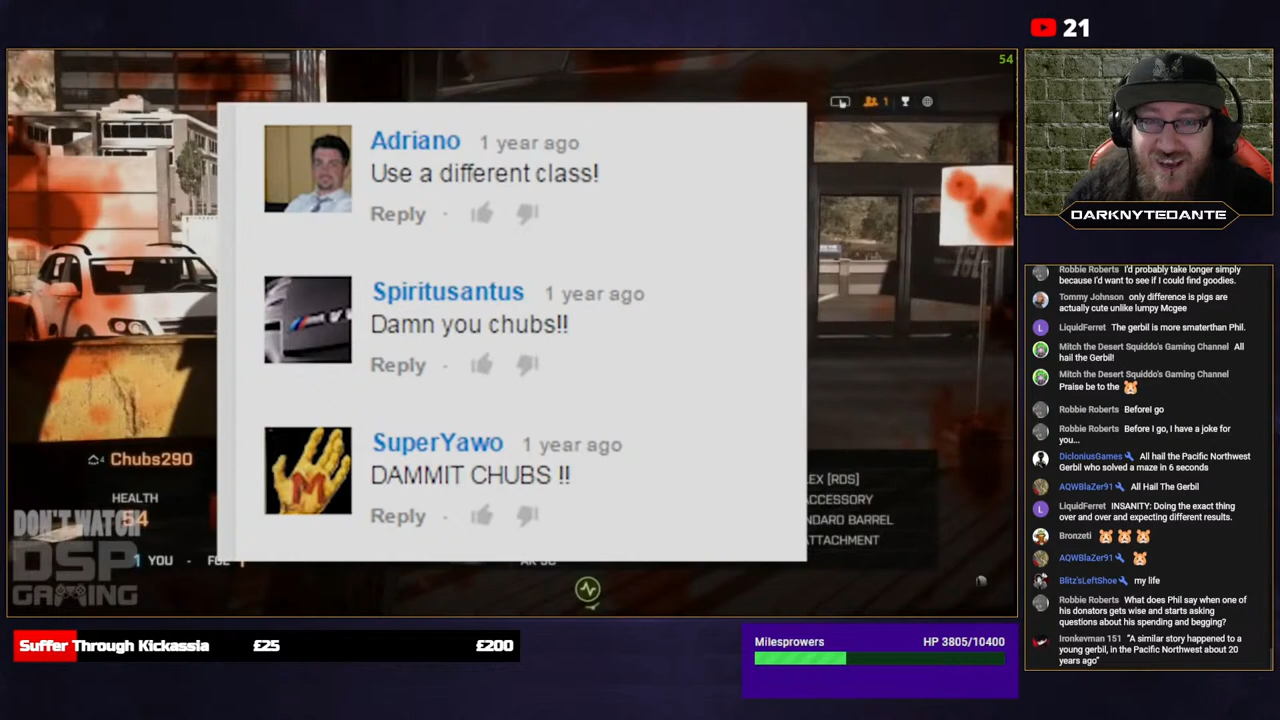 21
54
1
Adriano 1 year ago
Use a different class!
Reply ·
Spiritusantus 1 year ago
Damn you chubs!!
Reply ·
SuperYawo 1 year ago
DAMMIT CHUBS !!
Reply ·
Chubs290
HEALTH
54
DON'T WATCH
DSP
GAMING
YOU -
EX [RDS]
ACCESSORY
NDARD BARREL
ATTACHMENT
DARKNYTEDANTE
Robbie Roberts I'd probably take longer simply
because I'd want to see if I could find goodies.
Tommy Johnson only difference is pigs are
actually cute unlike lumpy Mcgee
LiquidFerret The gerbil is more smaterthan Phil.
Mitch the Desert Squiddo's Gaming Channel All
hail the Gerbil!
Mitch the Desert Squiddo's Gaming Channel
Praise be to the 🐹
Robbie Roberts BeforeI go
Robbie Roberts Before I go, I have a joke for
you...
DicloniusGames All hail the Pacific Northwest
Gerbil who solved a maze in 6 seconds
AQWBlaZer91 All Hail The Gerbil
LiquidFerret INSANITY: Doing the exact thing
over and over and expecting different results.
Bronzeti 🐹 🐹 🐹
AQWBlaZer91 🐹
Blitz'sLeftShoe my life
Robbie Roberts What does Phil say when one of
his donators gets wise and starts asking
questions about his spending and begging?
Ironkevman 151 "A similar story happened to a
young gerbil, in the Pacific Northwest about 20
years ago"
Suffer Through Kickassia £25 £200
Milesprowers HP 3805/10400